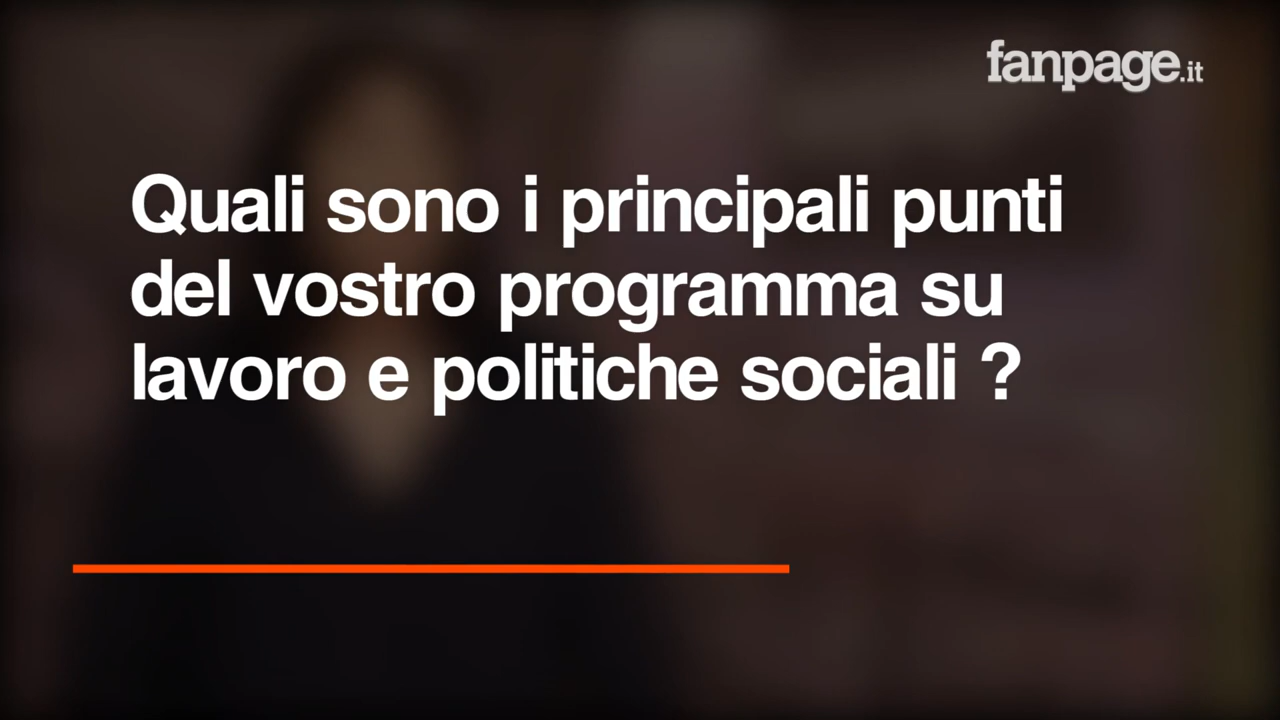 fanpage.it
Quali sono i principali punti
del vostro programma su
lavoro e politiche sociali ?